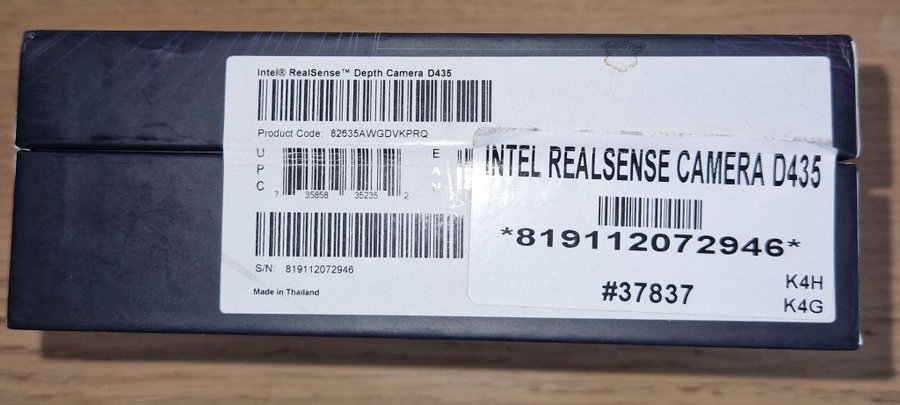 Intel® RealSense™ Depth Camera D435
Product Code: 82635AWGDVKPRQ
UPC
7 35858 35235 2
E
S/N: 819112072946
Made in Thailand
INTEL REALSENSE CAMERA D435
*819112072946*
#37837
K4H
K4G